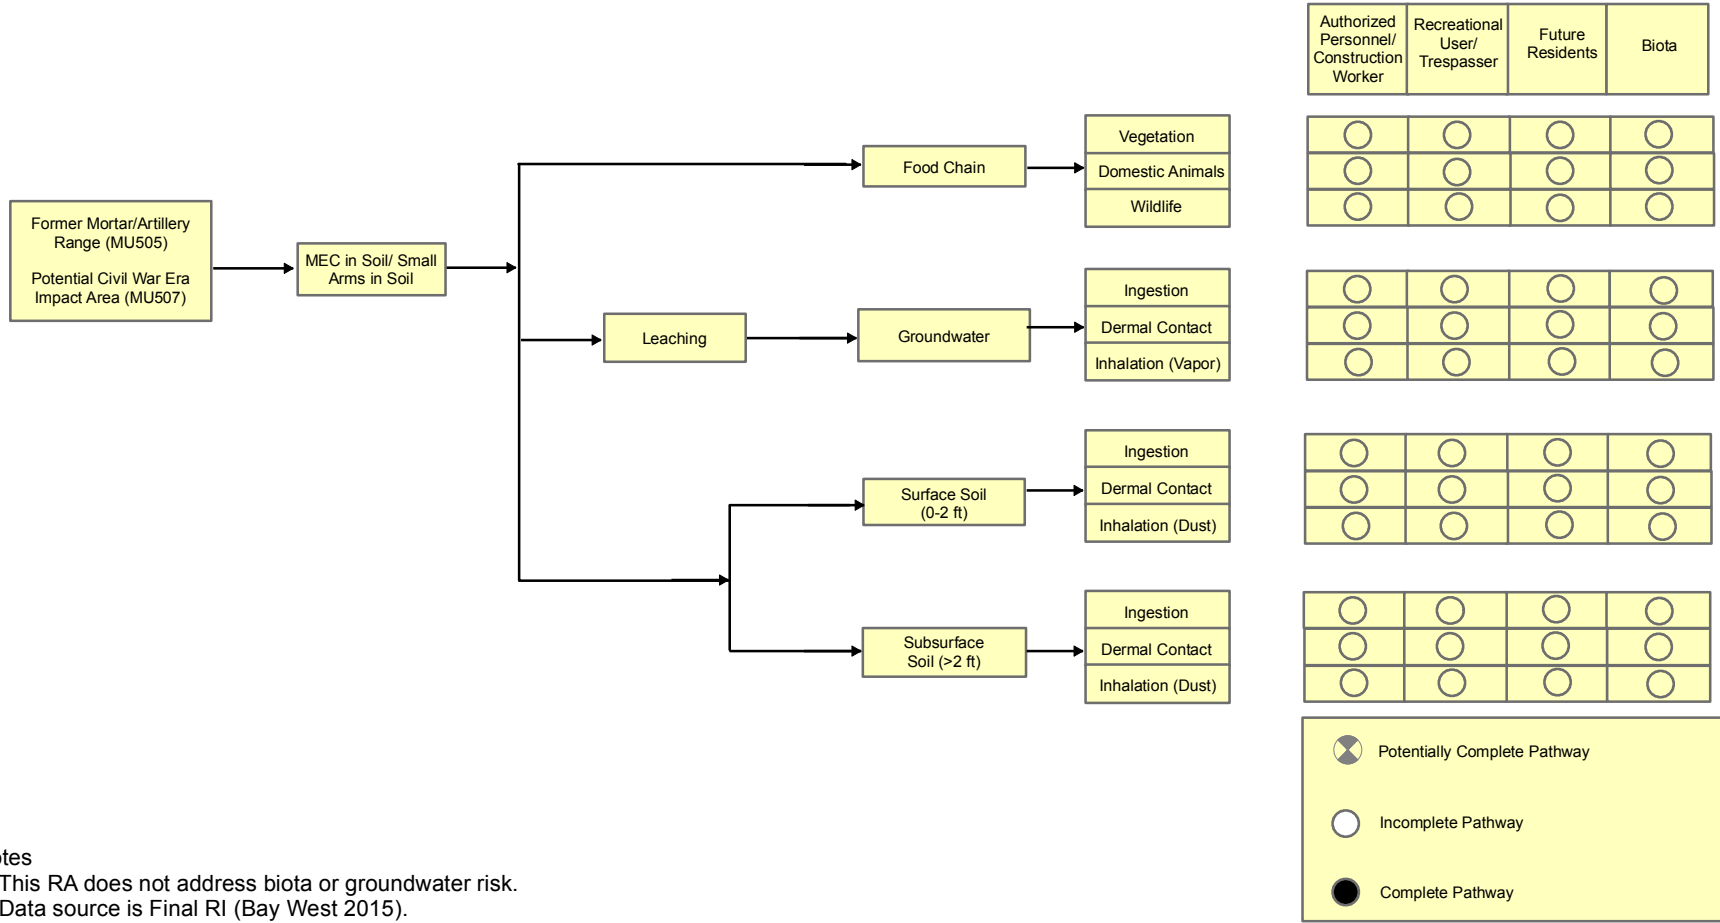 Authorized
Personnel/
Construction
Worker
Recreational
User/
Trespasser
Future
Residents
Biota
Former Mortar/Artillery
Range (MU505)
Potential Civil War Era
Impact Area (MU507)
MEC in Soil/ Small
Arms in Soil
Food Chain
Vegetation
Domestic Animals
Wildlife
Leaching
Groundwater
Ingestion
Dermal Contact
Inhalation (Vapor)
Surface Soil
(0-2 ft)
Ingestion
Dermal Contact
Inhalation (Dust)
Subsurface
Soil (>2 ft)
Ingestion
Dermal Contact
Inhalation (Dust)
Potentially Complete Pathway
Incomplete Pathway
Complete Pathway
otes
This RA does not address biota or groundwater risk.
Data source is Final RI (Bay West 2015).